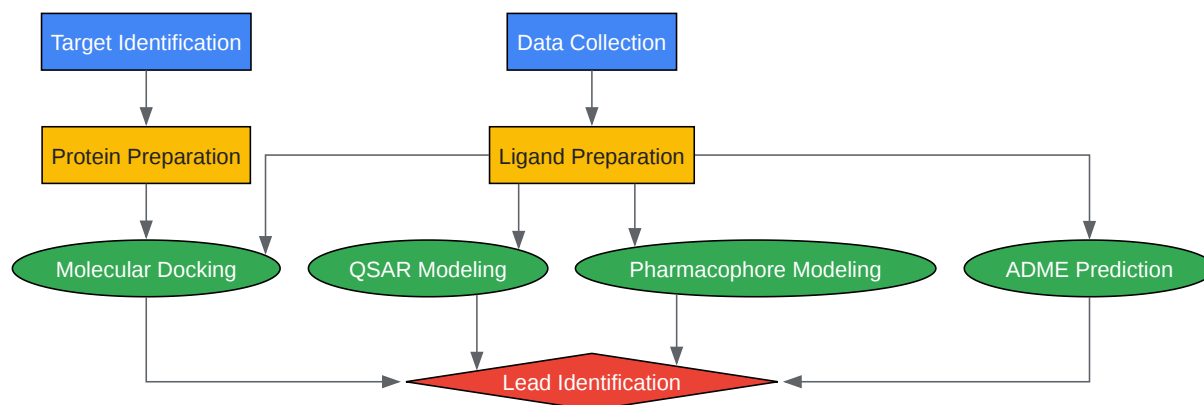 Target Identification
Data Collection
Protein Preparation
Ligand Preparation
Molecular Docking
QSAR Modeling
Pharmacophore Modeling
ADME Prediction
Lead Identification